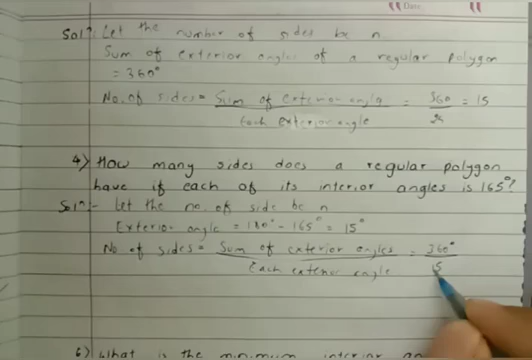 Date
Sol?: Let the number of sides be n
Sum of exterior angles of a regular polygon
= 360°
No. of sides = Sum of exterior angle / Each exterior angle = 360 / 24 = 15
4) How many sides does a regular polygon
have if each of its interior angles is 165°?
Solⁿ:- Let the no. of side be n
Exterior angle = 180° - 165° = 15°
No of sides = Sum of exterior angles / Each exterior angle = 360°
6) What is the minimum interior